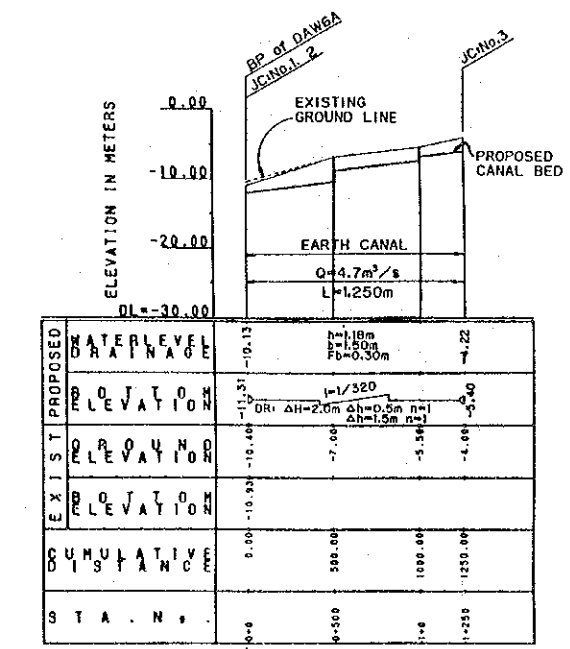 BP of DAWGA
JC:No.1. 2
JC:No.3
ELEVATION IN METERS
0.00
-10.00
-20.00
DL=-30.00
EXISTING
GROUND LINE
PROPOSED
CANAL BED
EARTH CANAL
Q=4.7m³/s
L=1,250m
PROPOSED
WATERLEVEL
DRAINAGE
-10.13
h=1.18m
b=1.50m
Fb=0.30m
BOTTOM
ELEVATION
-11.31
i=1/320
DR: ΔH=2.0m Δh=0.5m n=1
Δh=1.5m n=1
-5.40
EXIST
GROUND
ELEVATION
-10.40
-7.00
-5.50
-4.00
BOTTOM
ELEVATION
-10.93
CUMULATIVE
DISTANCE
0.00
500.00
1000.00
1250.00
STA. No.
0+0
0+500
1+0
1+250